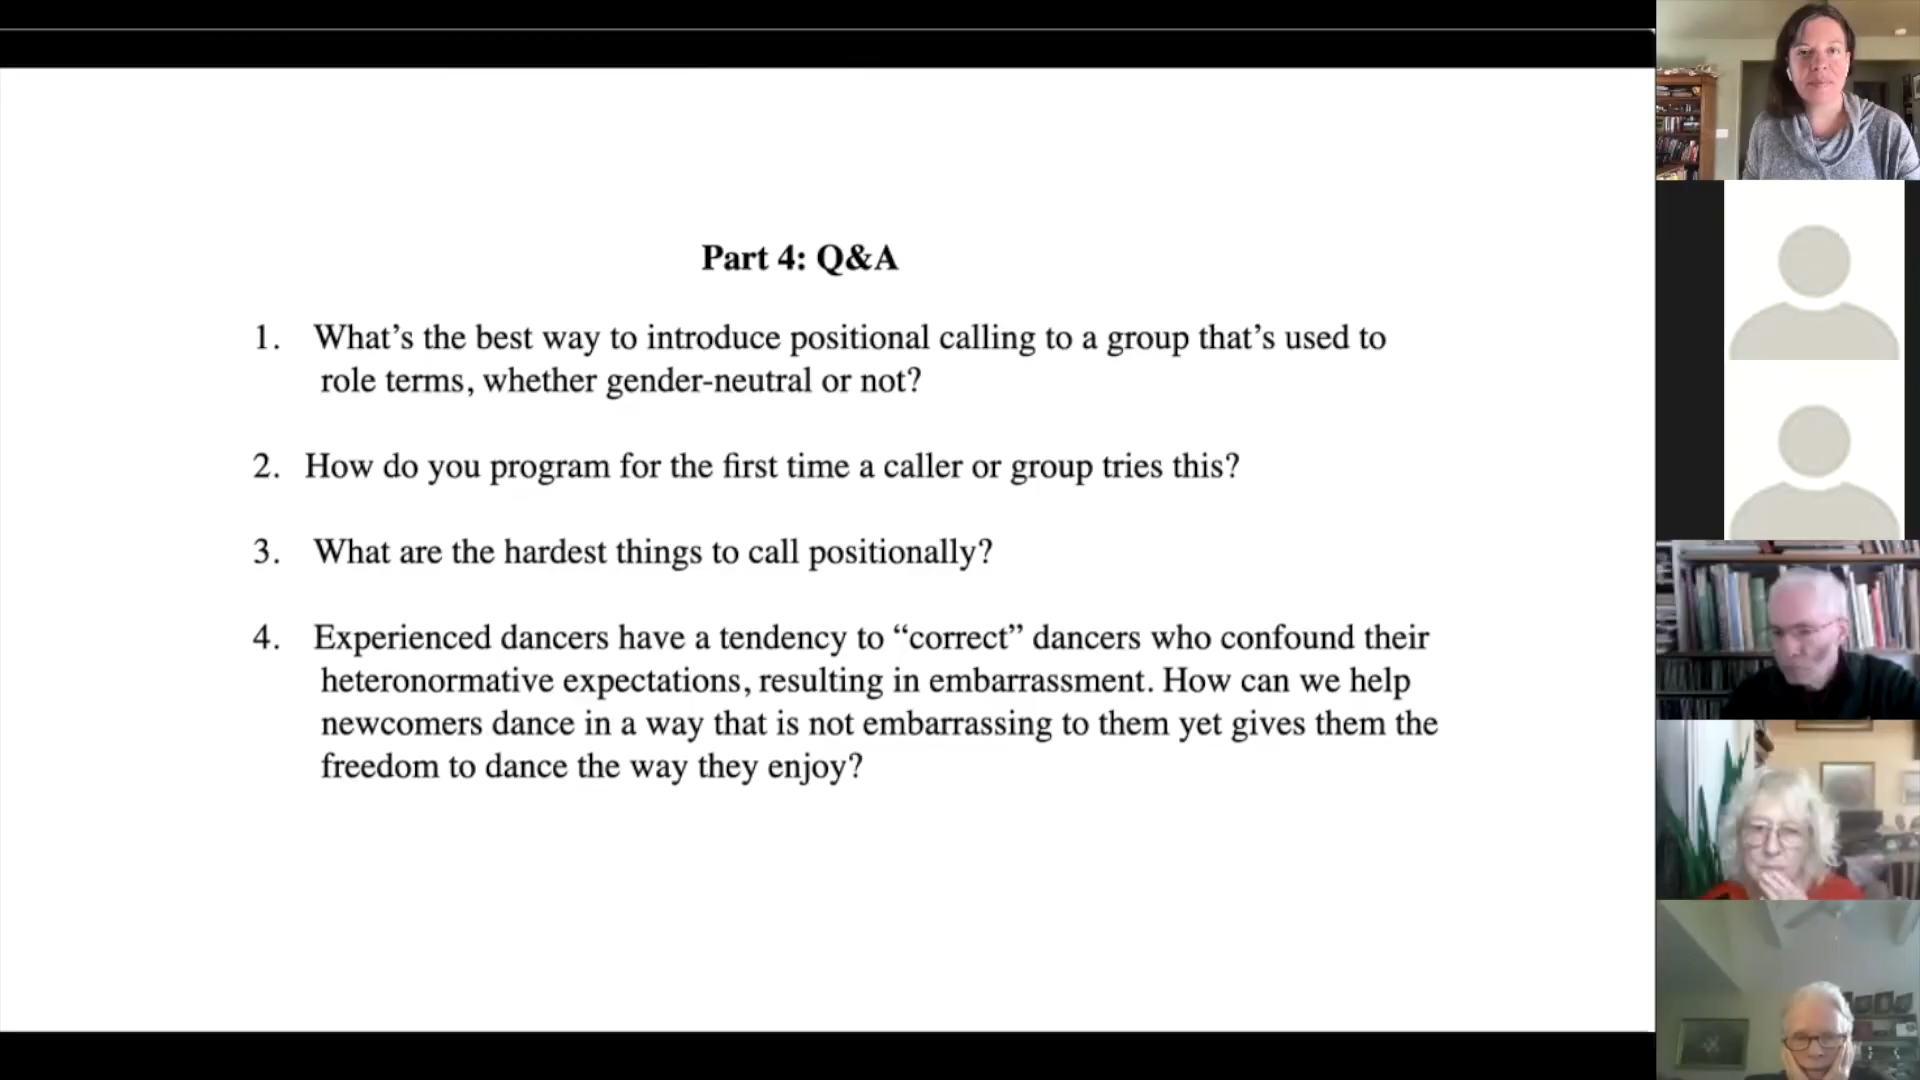 Part 4: Q&A
1. What’s the best way to introduce positional calling to a group that’s used to
role terms, whether gender-neutral or not?
2. How do you program for the first time a caller or group tries this?
3. What are the hardest things to call positionally?
4. Experienced dancers have a tendency to “correct” dancers who confound their
heteronormative expectations, resulting in embarrassment. How can we help
newcomers dance in a way that is not embarrassing to them yet gives them the
freedom to dance the way they enjoy?